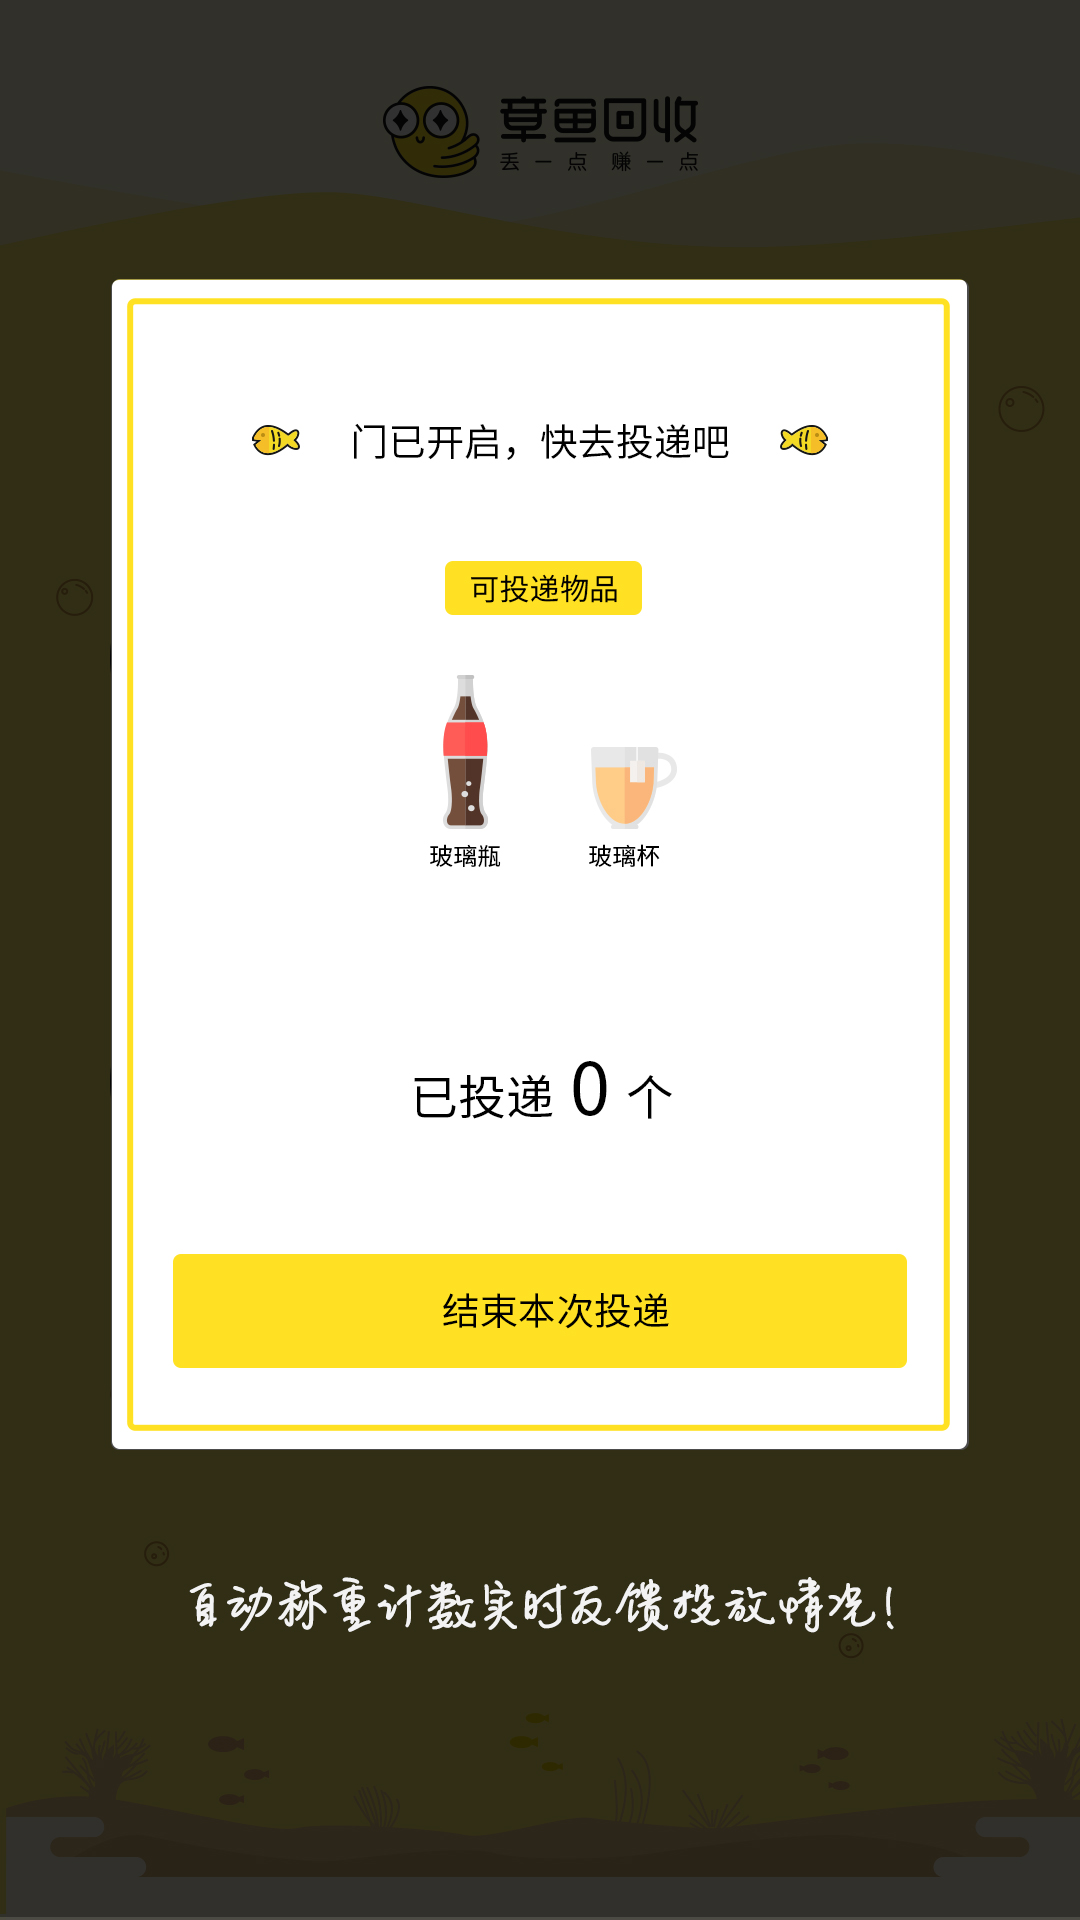 章鱼回收
丢一点 赚一点
门已开启，快去投递吧
可投递物品
玻璃瓶 玻璃杯
已投递 0 个
结束本次投递
自动称重计数实时反馈投放情况！